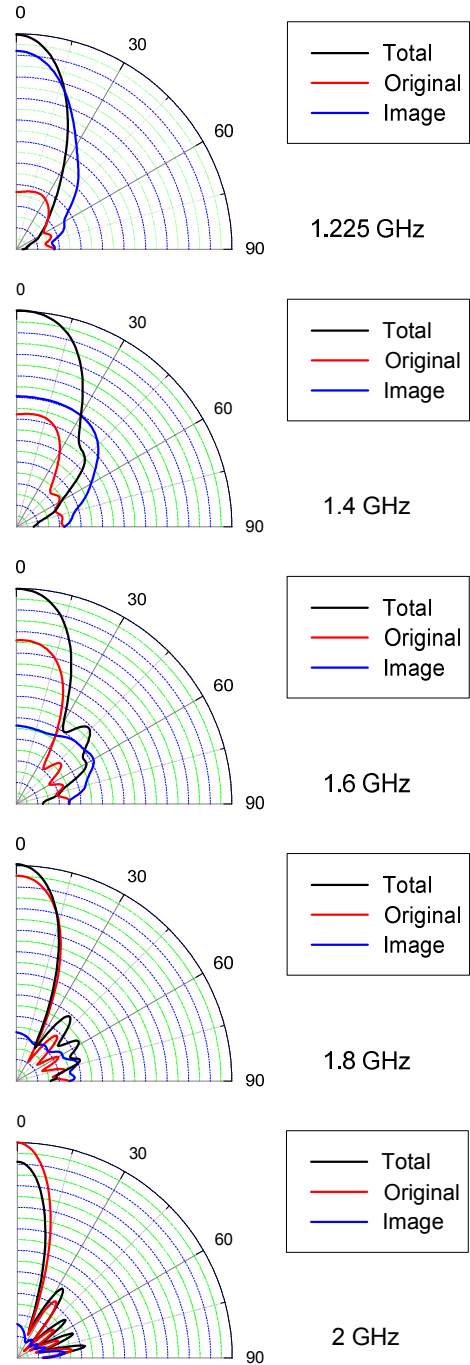 0
30
60
90
Total
Original
Image
1.225 GHz
0
30
60
90
Total
Original
Image
1.4 GHz
0
30
60
90
Total
Original
Image
1.6 GHz
0
30
60
90
Total
Original
Image
1.8 GHz
0
30
60
90
Total
Original
Image
2 GHz